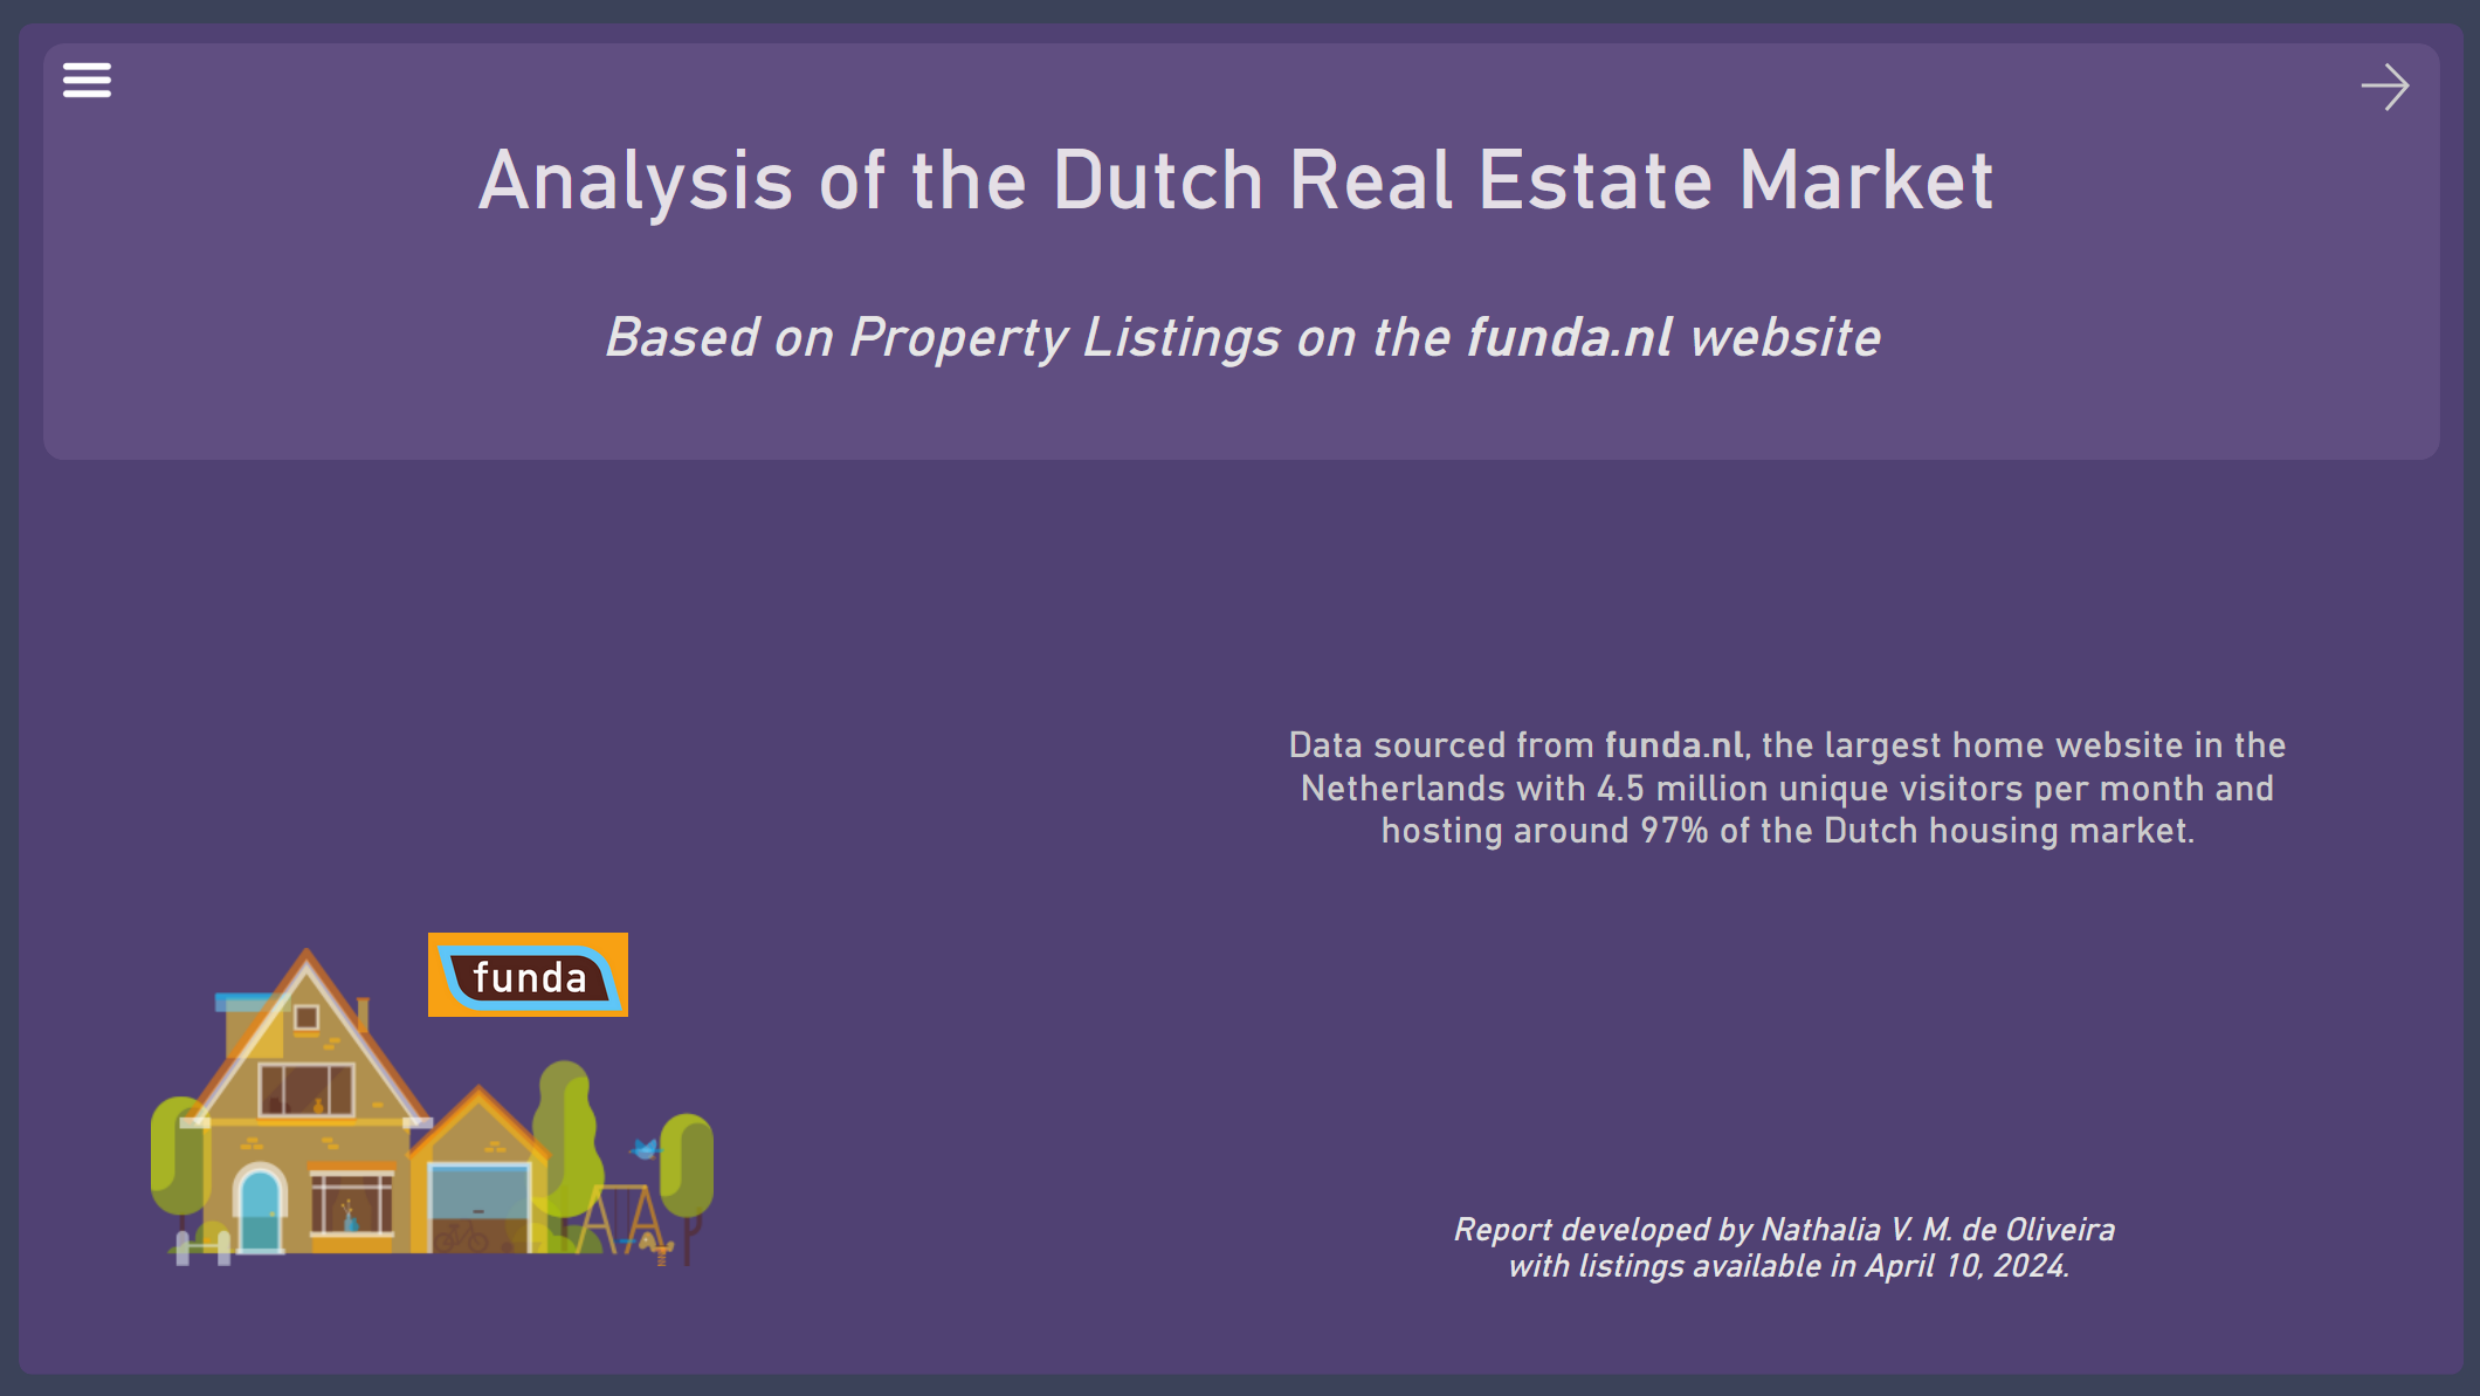 Analysis of the Dutch Real Estate Market
Based on Property Listings on the funda.nl website
Data sourced from funda.nl, the largest home website in the
Netherlands with 4.5 million unique visitors per month and
hosting around 97% of the Dutch housing market.
funda
Report developed by Nathalia V. M. de Oliveira
with listings available in April 10, 2024.